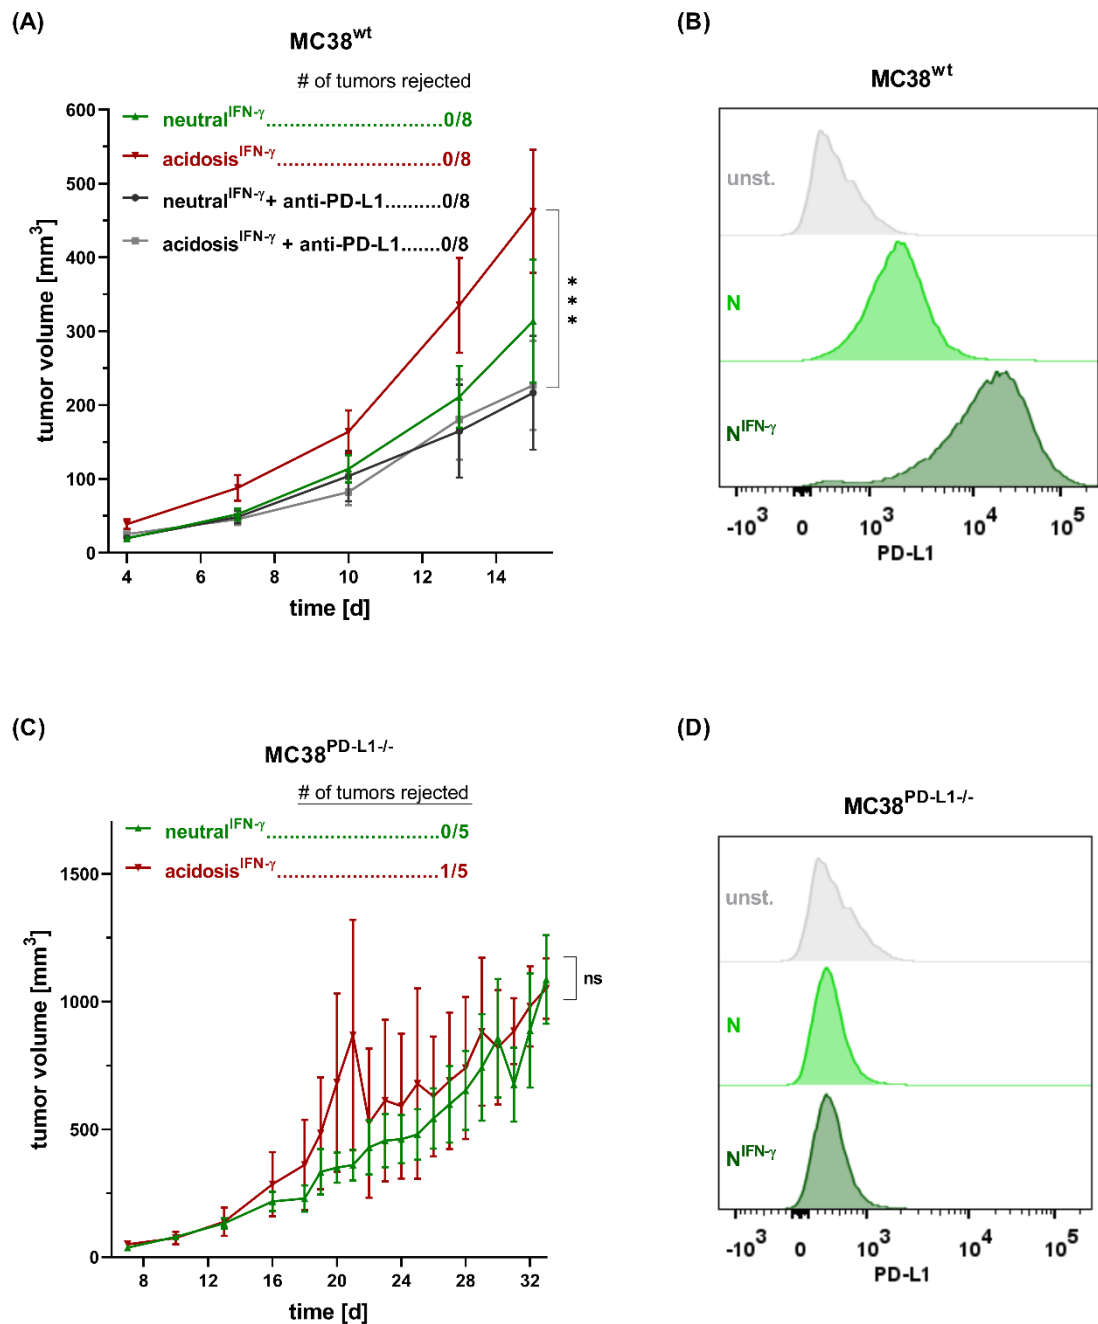 (A)
MC38wt
# of tumors rejected
neutralIFN-γ..............................0/8
acidosisIFN-γ............................0/8
neutralIFN-γ+ anti-PD-L1..........0/8
acidosisIFN-γ + anti-PD-L1.......0/8
600
500
400
300
200
100
0
tumor volume [mm3]
4 6 8 10 12 14
time [d]
***
(B)
MC38wt
unst.
N
NIFN-γ
-103 0 103 104 105
PD-L1
(C)
MC38PD-L1-/-
# of tumors rejected
neutralIFN-γ..............................0/5
acidosisIFN-γ............................1/5
1500
1000
500
0
tumor volume [mm3]
8 12 16 20 24 28 32
time [d]
ns
(D)
MC38PD-L1-/-
unst.
N
NIFN-γ
-103 0 103 104 105
PD-L1